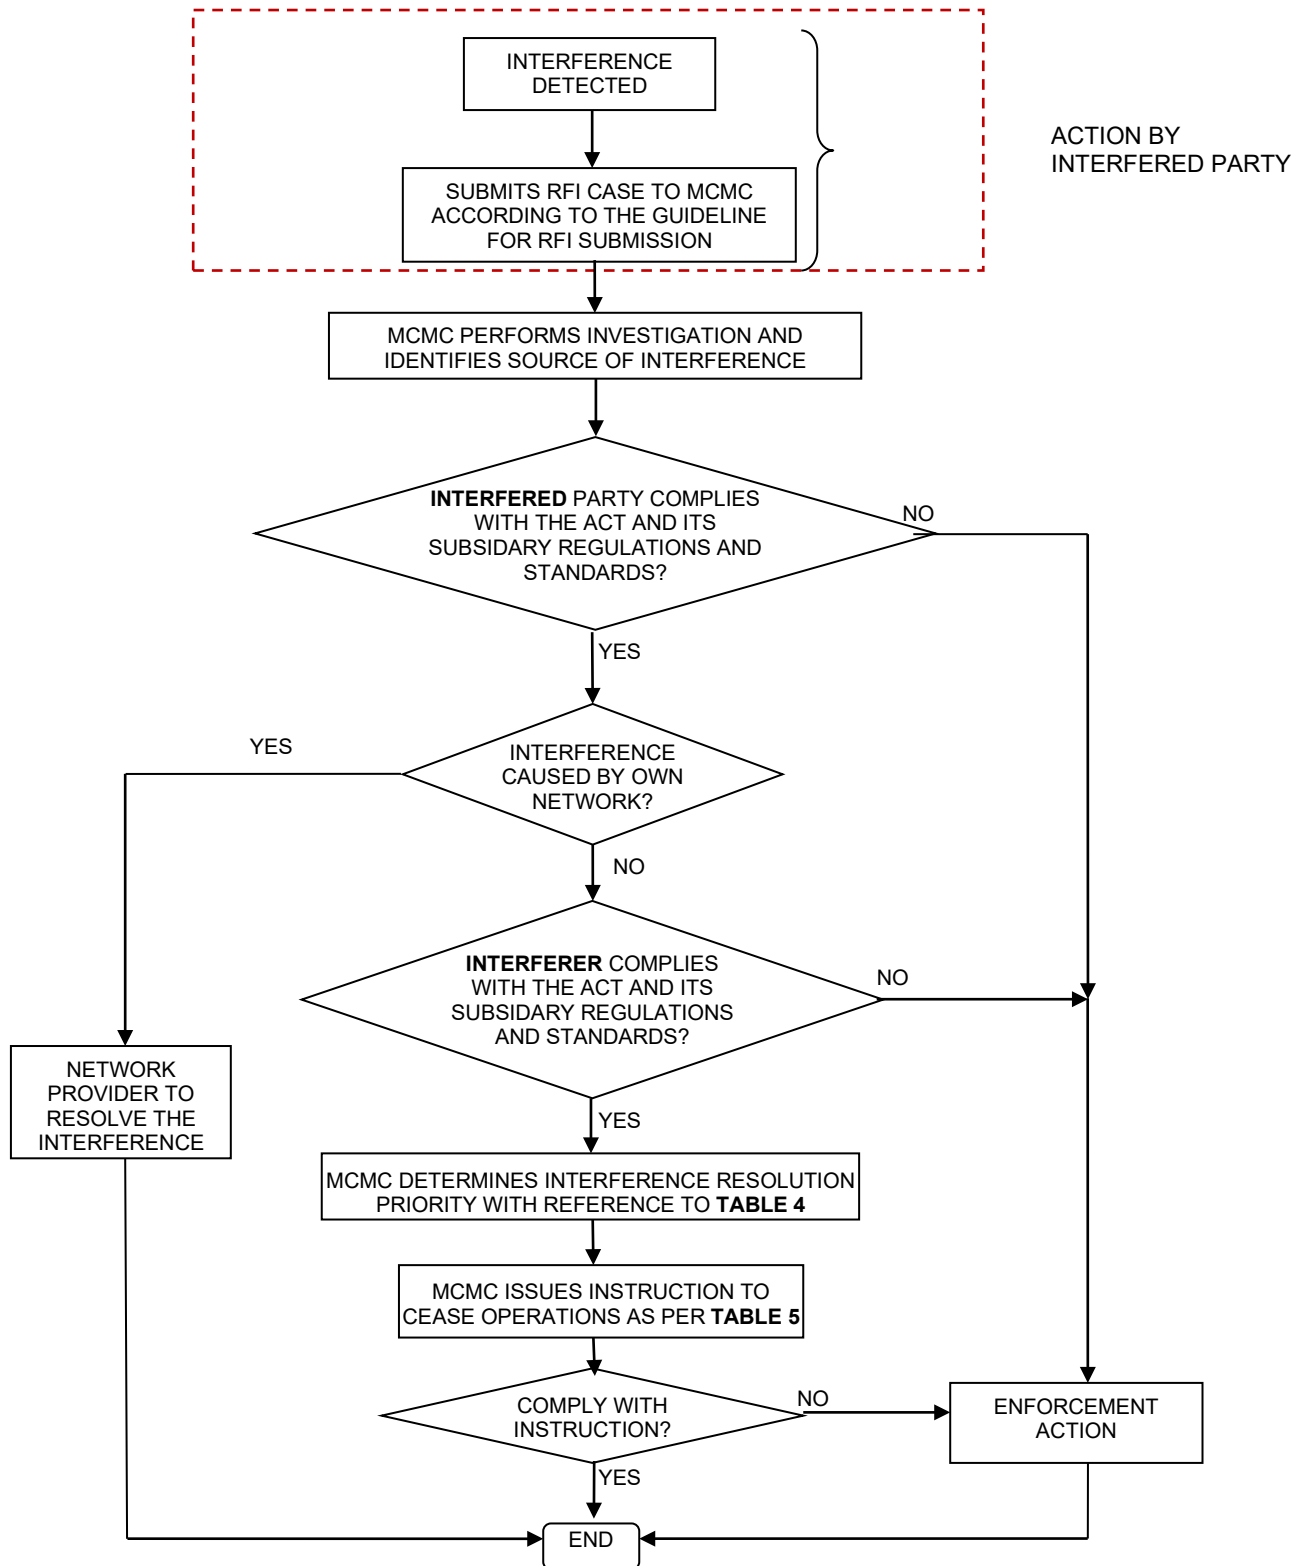 INTERFERENCE
DETECTED
ACTION BY
INTERFERED PARTY
SUBMITS RFI CASE TO MCMC
ACCORDING TO THE GUIDELINE
FOR RFI SUBMISSION
MCMC PERFORMS INVESTIGATION AND
IDENTIFIES SOURCE OF INTERFERENCE
INTERFERED PARTY COMPLIES
WITH THE ACT AND ITS
SUBSIDARY REGULATIONS AND
STANDARDS?
NO
YES
INTERFERENCE
CAUSED BY OWN
NETWORK?
YES
NO
INTERFERER COMPLIES
WITH THE ACT AND ITS
SUBSIDARY REGULATIONS
AND STANDARDS?
NO
NETWORK
PROVIDER TO
RESOLVE THE
INTERFERENCE
YES
MCMC DETERMINES INTERFERENCE RESOLUTION
PRIORITY WITH REFERENCE TO TABLE 4
MCMC ISSUES INSTRUCTION TO
CEASE OPERATIONS AS PER TABLE 5
COMPLY WITH
INSTRUCTION?
NO
ENFORCEMENT
ACTION
YES
END